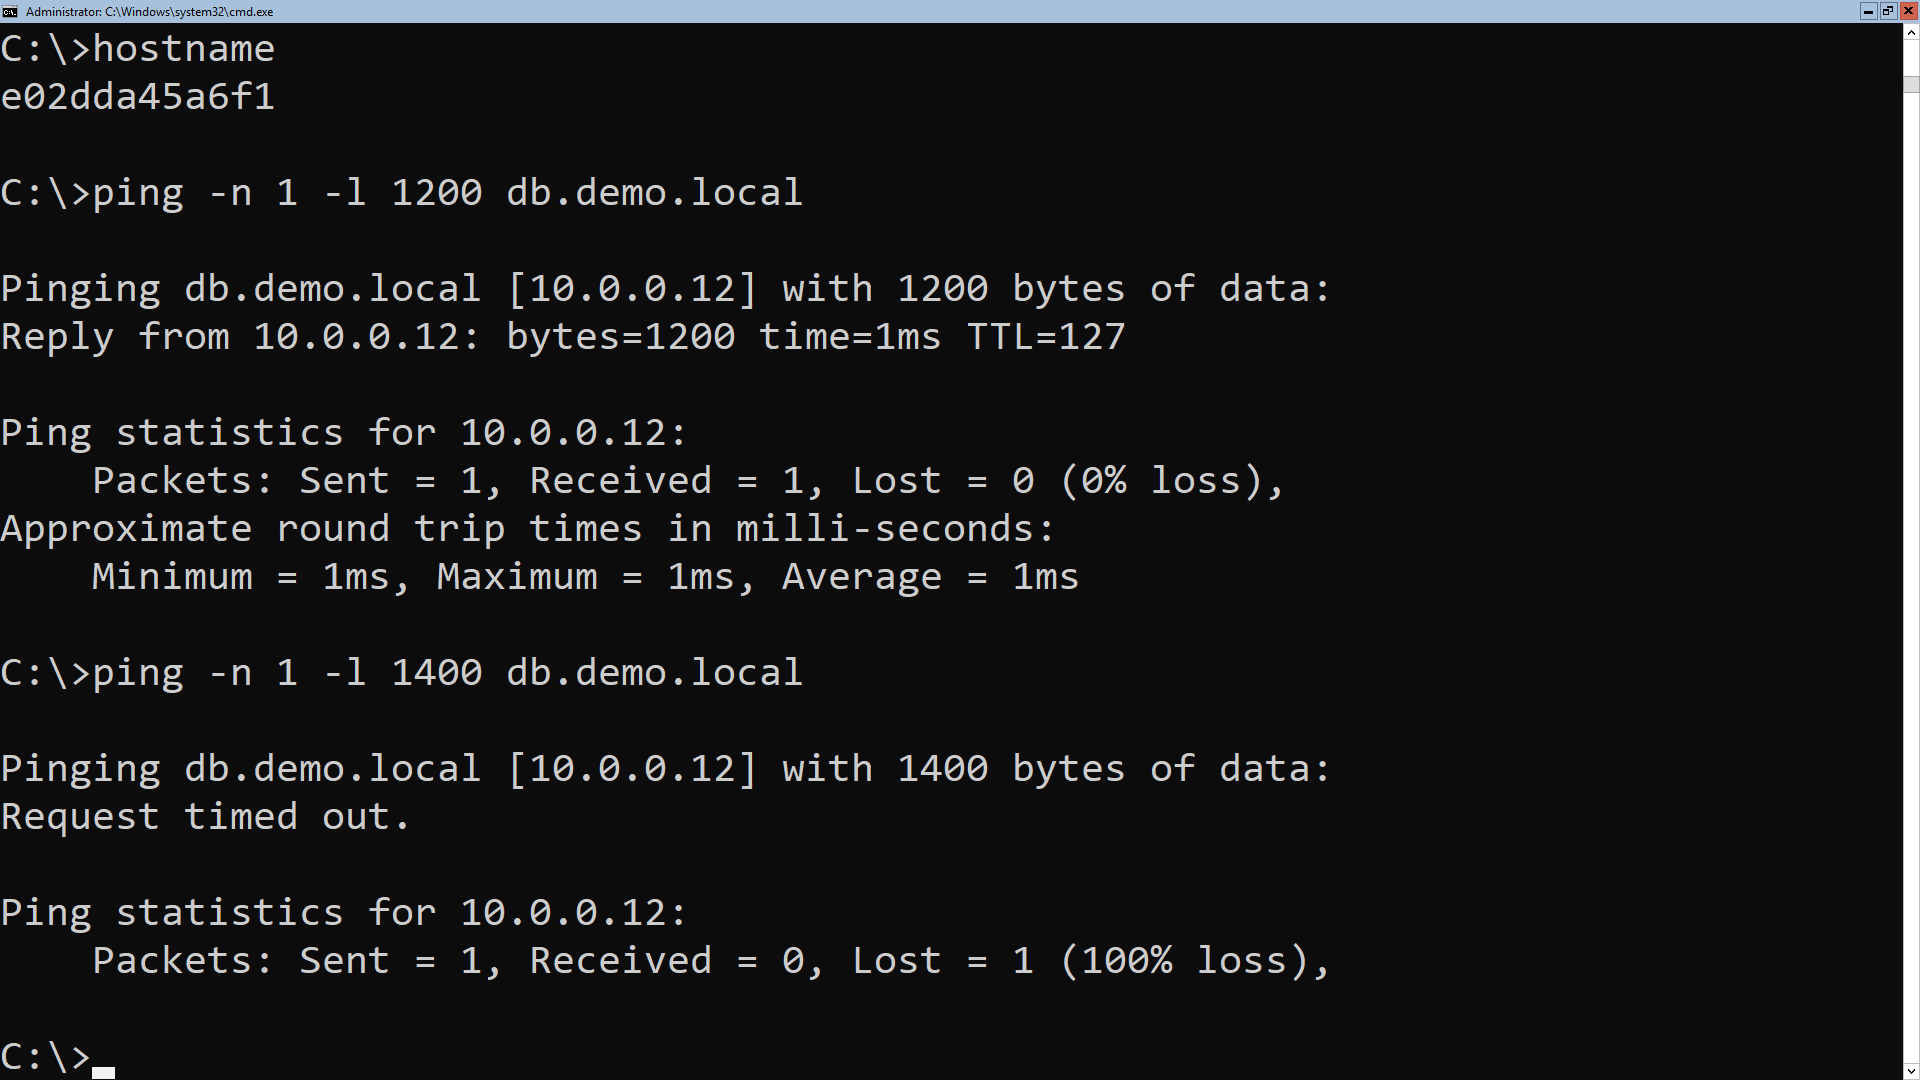 Administrator: C:\Windows\system32\cmd.exe
C:\>hostname
e02dda45a6f1
C:\>ping -n 1 -l 1200 db.demo.local
Pinging db.demo.local [10.0.0.12] with 1200 bytes of data:
Reply from 10.0.0.12: bytes=1200 time=1ms TTL=127
Ping statistics for 10.0.0.12:
    Packets: Sent = 1, Received = 1, Lost = 0 (0% loss),
Approximate round trip times in milli-seconds:
    Minimum = 1ms, Maximum = 1ms, Average = 1ms
C:\>ping -n 1 -l 1400 db.demo.local
Pinging db.demo.local [10.0.0.12] with 1400 bytes of data:
Request timed out.
Ping statistics for 10.0.0.12:
    Packets: Sent = 1, Received = 0, Lost = 1 (100% loss),
C:\>